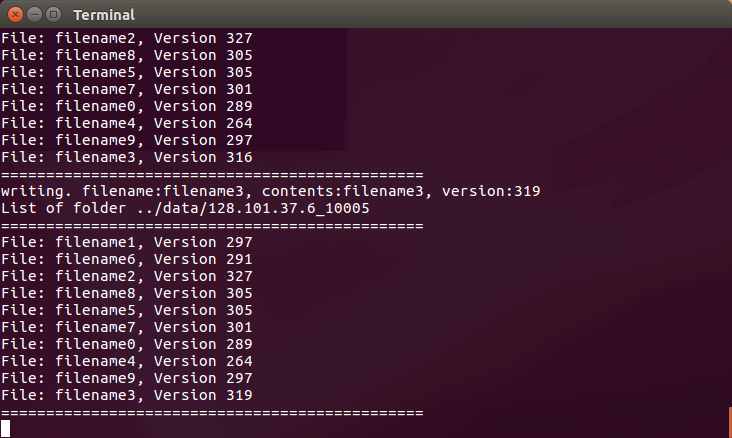 Terminal
File: filename2, Version 327
File: filename8, Version 305
File: filename5, Version 305
File: filename7, Version 301
File: filename0, Version 289
File: filename4, Version 264
File: filename9, Version 297
File: filename3, Version 316
===============================================
writing. filename:filename3, contents:filename3, version:319
List of folder ../data/128.101.37.6_10005
===============================================
File: filename1, Version 297
File: filename6, Version 291
File: filename2, Version 327
File: filename8, Version 305
File: filename5, Version 305
File: filename7, Version 301
File: filename0, Version 289
File: filename4, Version 264
File: filename9, Version 297
File: filename3, Version 319
===============================================